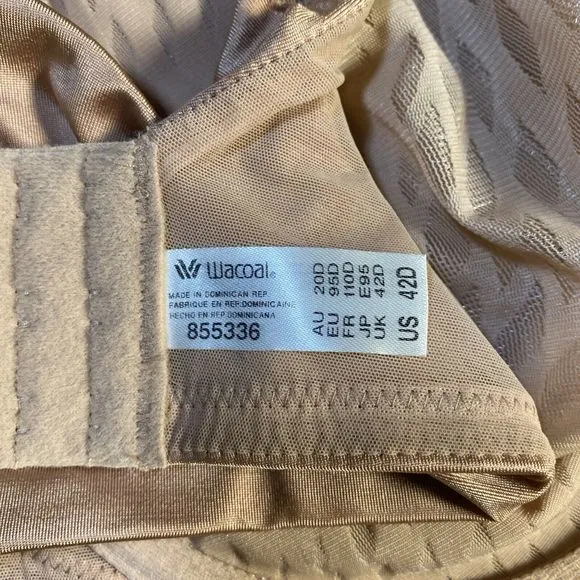 Wacoal®
MADE IN DOMINICAN REP.
FABRIQUE EN REP.DOMINICAINE
HECHO EN REP.DOMINICANA
855336
AU 20D
EU 95D
FR 110D
JP E95
UK 42D
US 42D